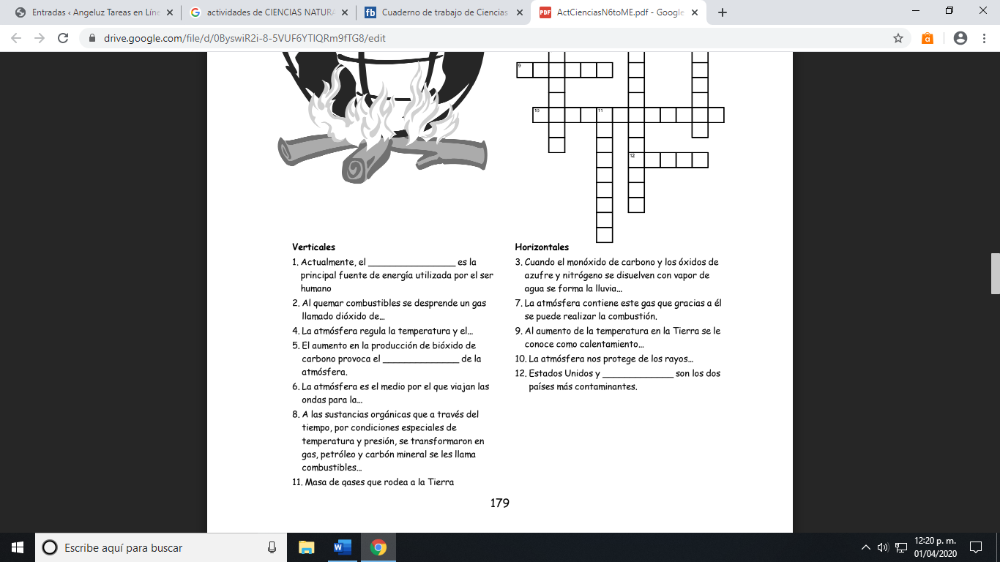 Entradas ‹ Angeluz Tareas en Líne
actividades de CIENCIAS NATURA
Cuaderno de trabajo de Ciencias
ActCienciasN6toME.pdf - Google
drive.google.com/file/d/0ByswiR2i-8-5VUF6YTlQRm9fTG8/edit
9
10
11
12
Verticales
1. Actualmente, el ________________ es la
principal fuente de energía utilizada por el ser
humano
2. Al quemar combustibles se desprende un gas
llamado dióxido de...
4. La atmósfera regula la temperatura y el...
5. El aumento en la producción de bióxido de
carbono provoca el ______________ de la
atmósfera.
6. La atmósfera es el medio por el que viajan las
ondas para la...
8. A las sustancias orgánicas que a través del
tiempo, por condiciones especiales de
temperatura y presión, se transformaron en
gas, petróleo y carbón mineral se les llama
combustibles...
11. Masa de gases que rodea a la Tierra
Horizontales
3. Cuando el monóxido de carbono y los óxidos de
azufre y nitrógeno se disuelven con vapor de
agua se forma la lluvia...
7. La atmósfera contiene este gas que gracias a él
se puede realizar la combustión.
9. Al aumento de la temperatura en la Tierra se le
conoce como calentamiento...
10. La atmósfera nos protege de los rayos...
12. Estados Unidos y _____________ son los dos
países más contaminantes.
179
Escribe aquí para buscar
12:20 p. m.
01/04/2020